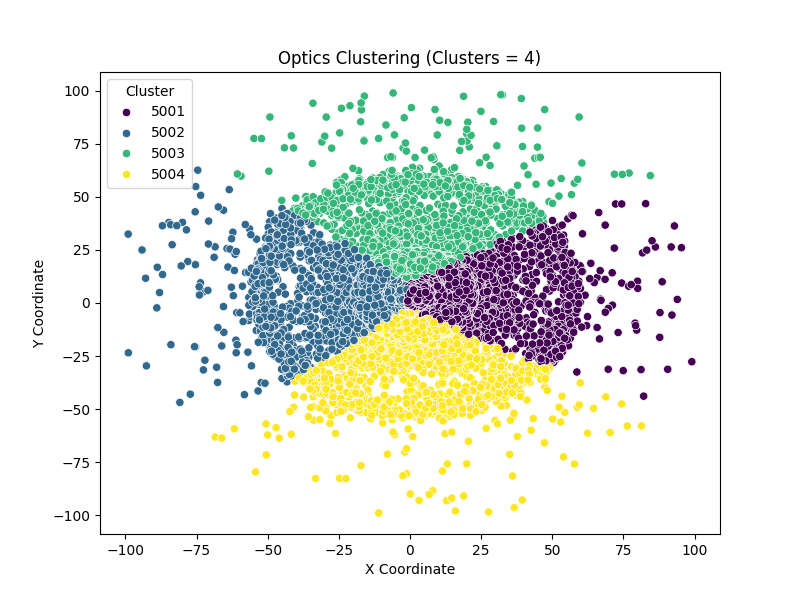 Optics Clustering (Clusters = 4)
Cluster
5001
5002
5003
5004
100
75
50
25
0
−25
−50
−75
−100
Y Coordinate
−100 −75 −50 −25 0 25 50 75 100
X Coordinate